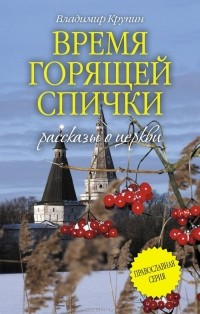 Владимир Крупин
ВРЕМЯ
ГОРЯЩЕЙ
СПИЧКИ
рассказы о церкви
ПРАВОСЛАВНАЯ
СЕРИЯ